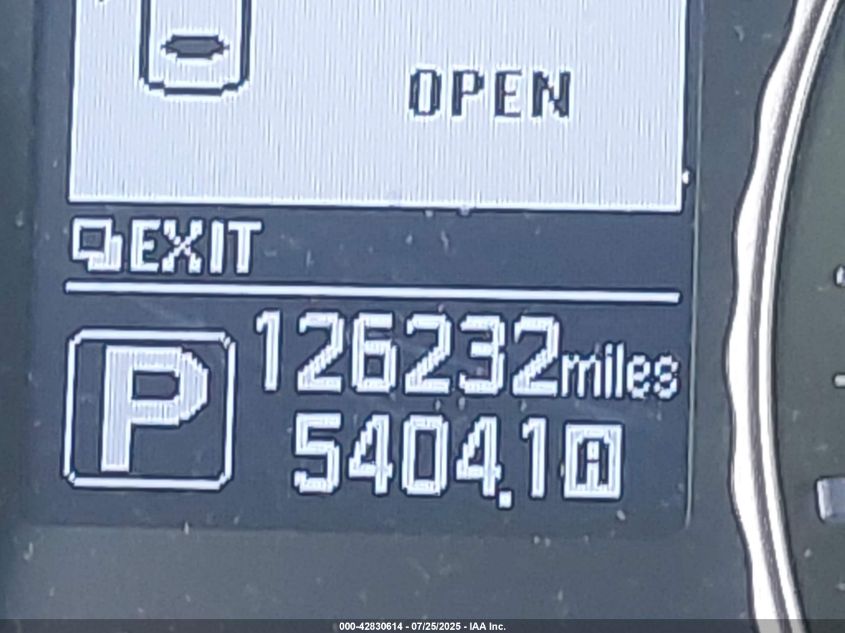 OPEN
EXIT
P 126232miles
5404.1 A
000-42830614 - 07/25/2025 - IAA Inc.